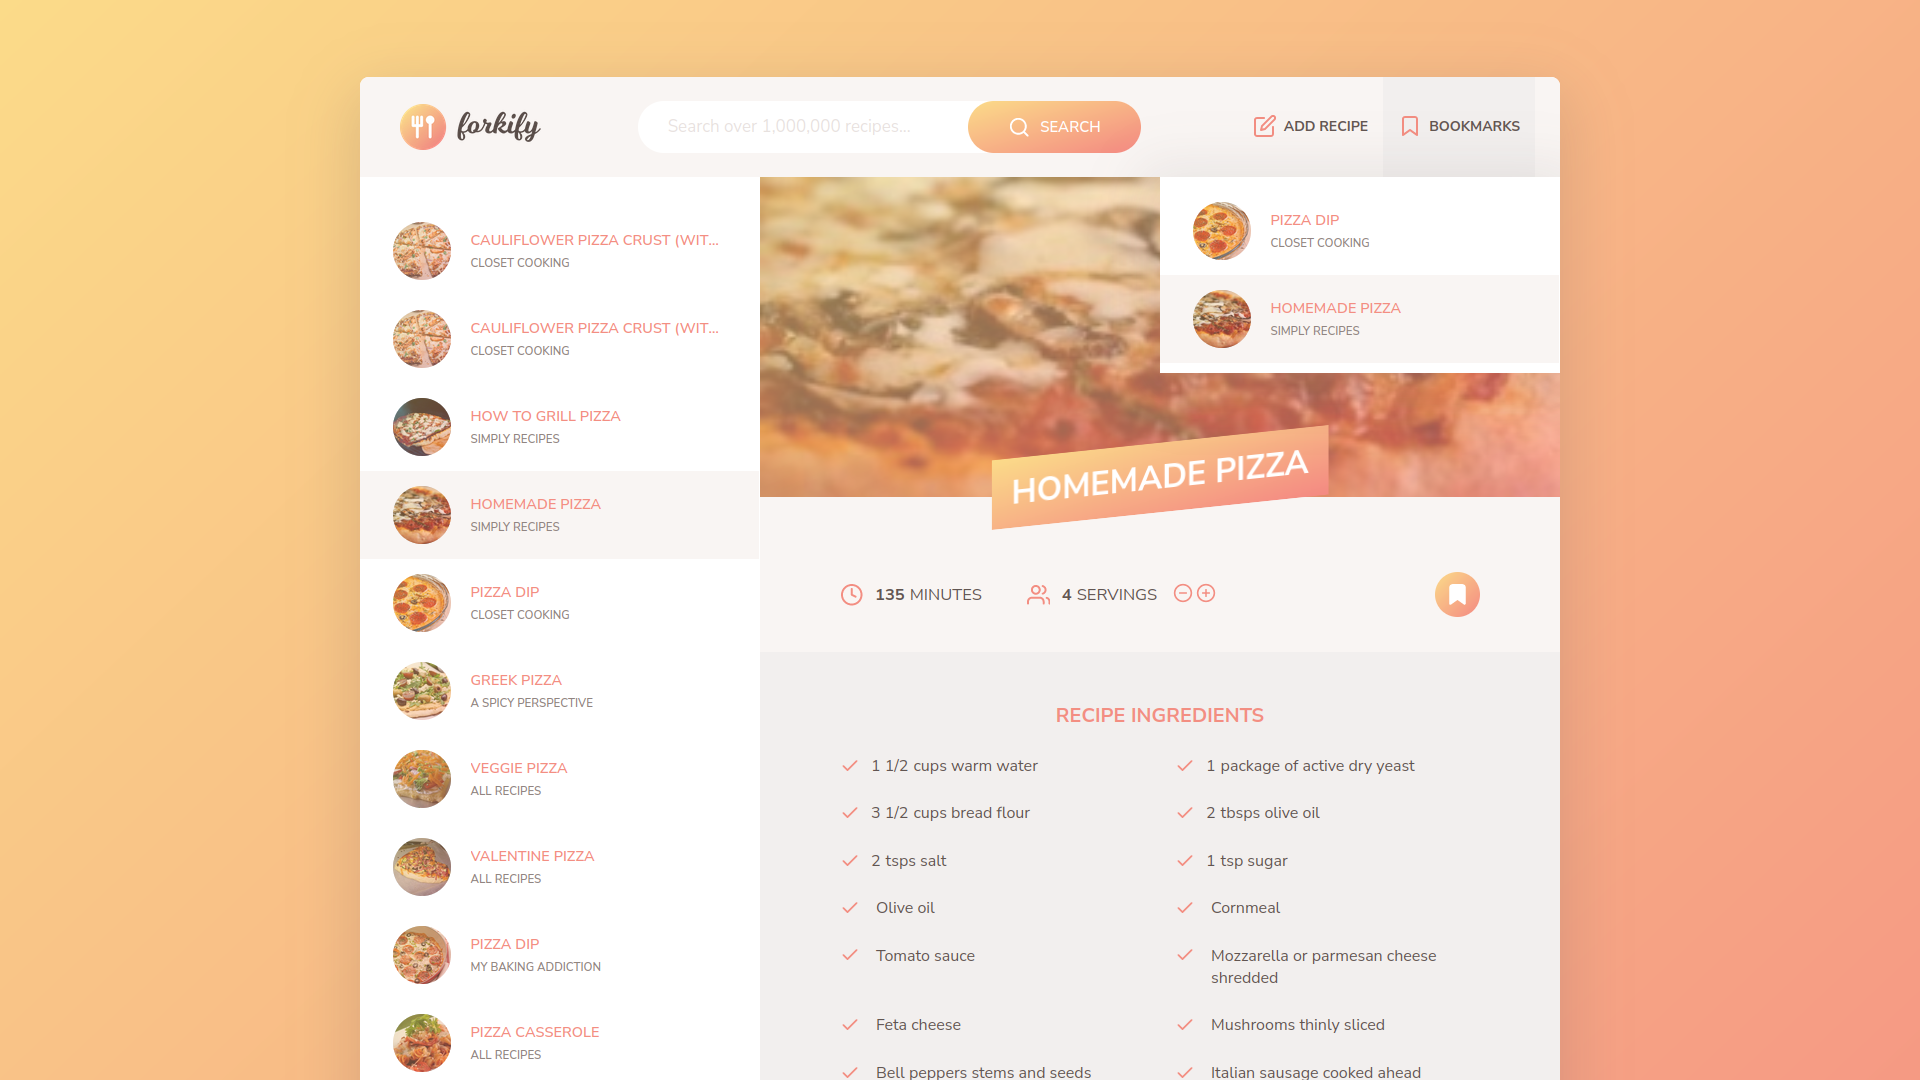 forkify
Search over 1,000,000 recipes...
SEARCH
ADD RECIPE
BOOKMARKS
CAULIFLOWER PIZZA CRUST (WIT...
CLOSET COOKING
CAULIFLOWER PIZZA CRUST (WIT...
CLOSET COOKING
HOW TO GRILL PIZZA
SIMPLY RECIPES
HOMEMADE PIZZA
SIMPLY RECIPES
PIZZA DIP
CLOSET COOKING
GREEK PIZZA
A SPICY PERSPECTIVE
VEGGIE PIZZA
ALL RECIPES
VALENTINE PIZZA
ALL RECIPES
PIZZA DIP
MY BAKING ADDICTION
PIZZA CASSEROLE
ALL RECIPES
PIZZA DIP
CLOSET COOKING
HOMEMADE PIZZA
SIMPLY RECIPES
HOMEMADE PIZZA
135 MINUTES
4 SERVINGS
RECIPE INGREDIENTS
1 1/2 cups warm water
1 package of active dry yeast
3 1/2 cups bread flour
2 tbsps olive oil
2 tsps salt
1 tsp sugar
Olive oil
Cornmeal
Tomato sauce
Mozzarella or parmesan cheese
shredded
Feta cheese
Mushrooms thinly sliced
Bell peppers stems and seeds
Italian sausage cooked ahead